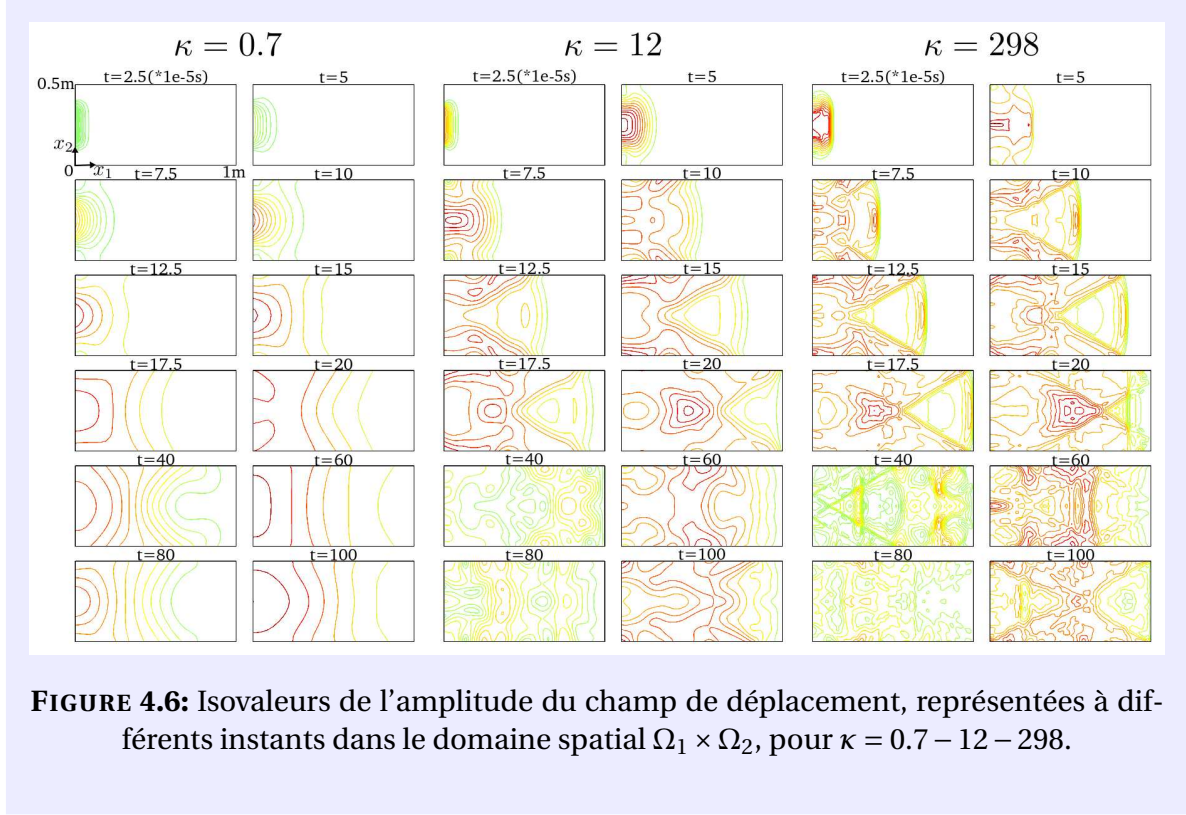 κ = 0.7 κ = 12 κ = 298
t=2.5(*1e-5s) t=5 t=2.5(*1e-5s) t=5 t=2.5(*1e-5s) t=5
0.5m
x₂
0 x₁ 1m
t=7.5 t=10 t=7.5 t=10 t=7.5 t=10
t=12.5 t=15 t=12.5 t=15 t=12.5 t=15
t=17.5 t=20 t=17.5 t=20 t=17.5 t=20
t=40 t=60 t=40 t=60 t=40 t=60
t=80 t=100 t=80 t=100 t=80 t=100
FIGURE 4.6: Isovaleurs de l'amplitude du champ de déplacement, représentées à dif-
férents instants dans le domaine spatial Ω₁ × Ω₂, pour κ = 0.7 – 12 – 298.